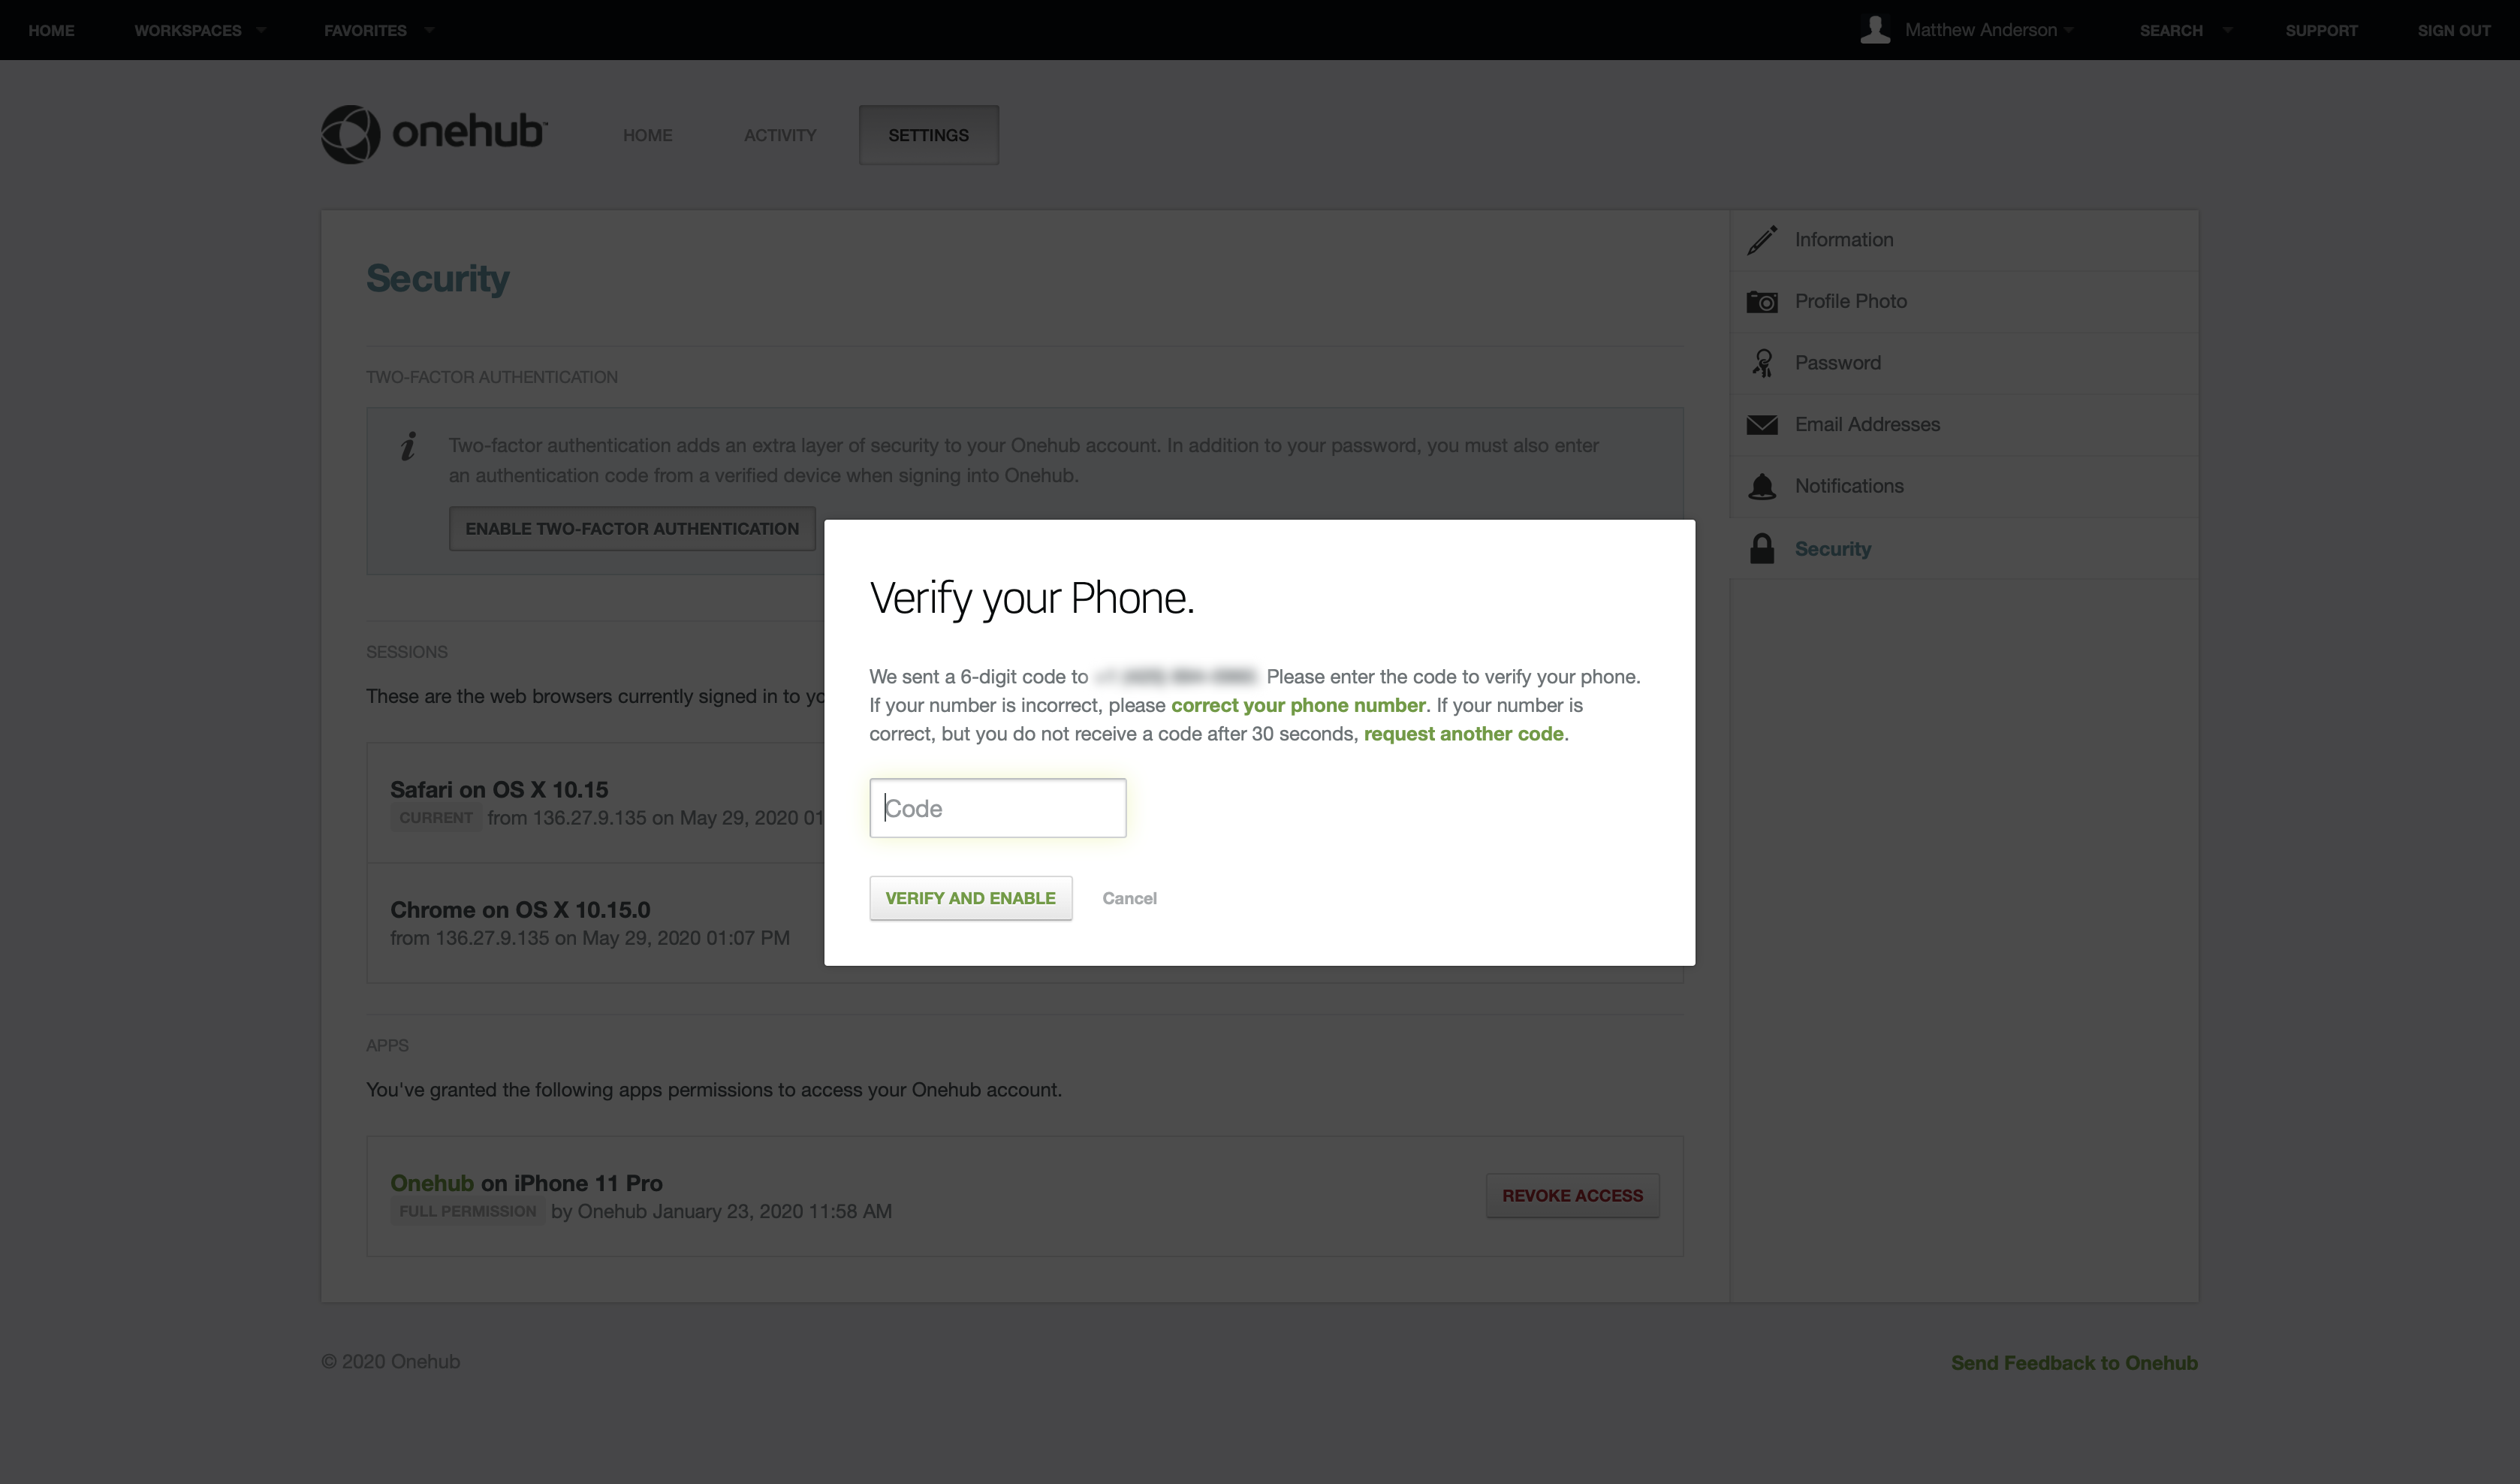 HOME WORKSPACES FAVORITES Matthew Anderson SEARCH SUPPORT SIGN OUT
onehub™ HOME ACTIVITY SETTINGS
Security
TWO-FACTOR AUTHENTICATION
Two-factor authentication adds an extra layer of security to your Onehub account. In addition to your password, you must also enter
an authentication code from a verified device when signing into Onehub.
ENABLE TWO-FACTOR AUTHENTICATION
SESSIONS
These are the web browsers currently signed in to yo
Safari on OS X 10.15
CURRENT from 136.27.9.135 on May 29, 2020 01
Chrome on OS X 10.15.0
from 136.27.9.135 on May 29, 2020 01:07 PM
APPS
You've granted the following apps permissions to access your Onehub account.
Onehub on iPhone 11 Pro
FULL PERMISSION by Onehub January 23, 2020 11:58 AM
REVOKE ACCESS
Information
Profile Photo
Password
Email Addresses
Notifications
Security
Verify your Phone.
We sent a 6-digit code to Please enter the code to verify your phone.
If your number is incorrect, please correct your phone number. If your number is
correct, but you do not receive a code after 30 seconds, request another code.
Code
VERIFY AND ENABLE Cancel
© 2020 Onehub
Send Feedback to Onehub